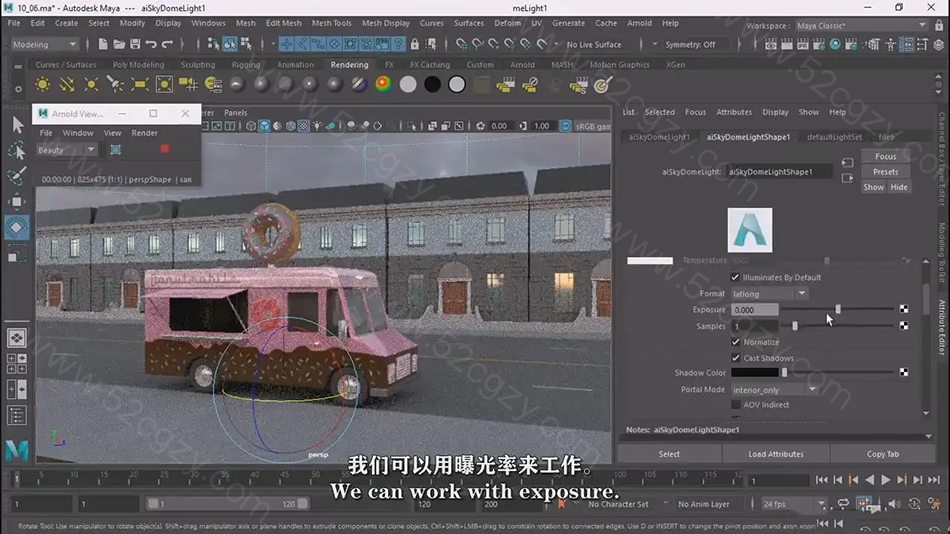 10_06.ma* - Autodesk Maya --- aiSkyDomeLight1 meLight1
File Edit Create Select Modify Display Windows Mesh Edit Mesh Mesh Tools Mesh Display Curves Surfaces Deform UV Generate Cache Arnold Help
Workspace : Maya Classic*
Modeling No Live Surface Symmetry: Off
Curves / Surfaces Poly Modeling Sculpting Rigging Animation Rendering FX FX Caching Custom Arnold MASH Motion Graphics XGen
Arnold View...
Panels
0.00 1.00 sRGB gam
File Window View Render
Beauty
00:00:00 | 825x475 (1:1) | perspShape | san
List Selected Focus Attributes Display Show Help
aiSkyDomeLight1 aiSkyDomeLightShape1 defaultLightSet file9
aiSkyDomeLight: aiSkyDomeLightShape1
Focus
Presets
Show Hide
Temperature
Illuminates By Default
Format latlong
Exposure 0.000
Samples 1
Normalize
Cast Shadows
Shadow Color
Portal Mode interior_only
AOV Indirect
Notes: aiSkyDomeLightShape1
Select Load Attributes Copy Tab
Channel Box / Layer Editor
Modeling Toolkit
Attribute Editor
persp
我们可以用曝光率来工作。
We can work with exposure.
1 1 120 120 200 No Character Set No Anim Layer 24 fps
Rotate Tool: Use manipulator to rotate object(s). Shift+drag manipulator axis or plane handles to extrude components or clone objects. Ctrl+Shift+LMB+drag to constrain rotation to connected edges. Use D or INSERT to change the pivot position and axis orientation.
www.52cgzy.com